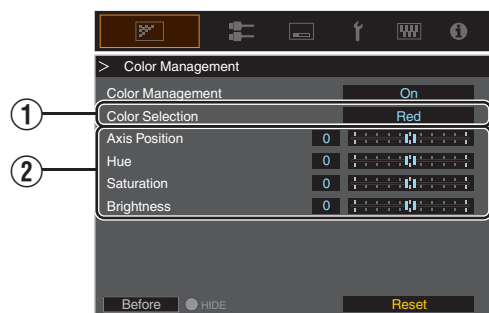 > Color Management
Color Management On
① Color Selection Red
Axis Position 0
② Hue 0
Saturation 0
Brightness 0
Before HIDE Reset